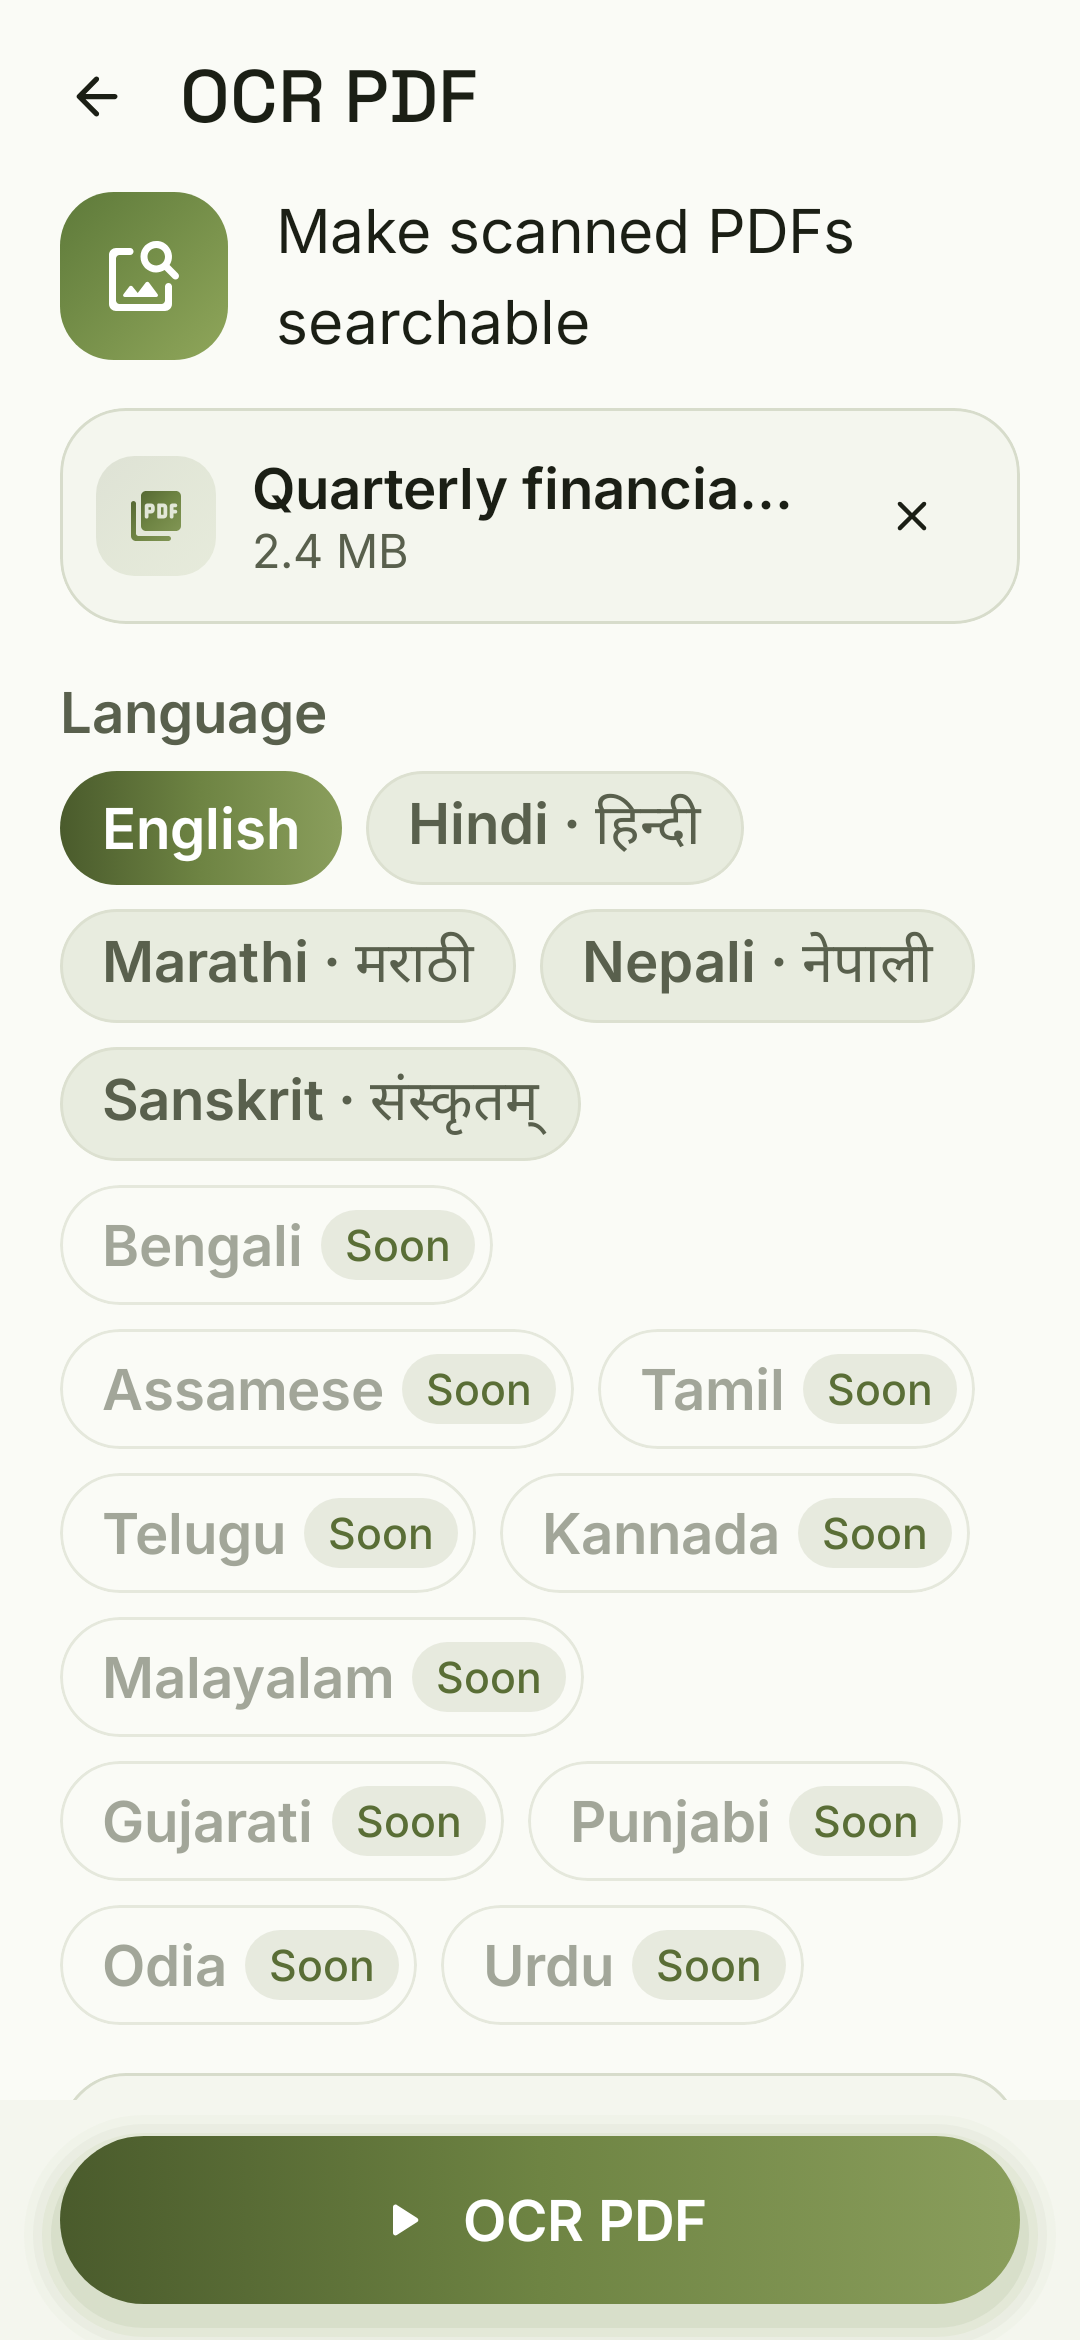 OCR PDF
Make scanned PDFs
searchable
PDF
Quarterly financia...
2.4 MB
Language
English
Hindi · हिन्दी
Marathi · मराठी
Nepali · नेपाली
Sanskrit · संस्कृतम्
Bengali Soon
Assamese Soon
Tamil Soon
Telugu Soon
Kannada Soon
Malayalam Soon
Gujarati Soon
Punjabi Soon
Odia Soon
Urdu Soon
OCR PDF